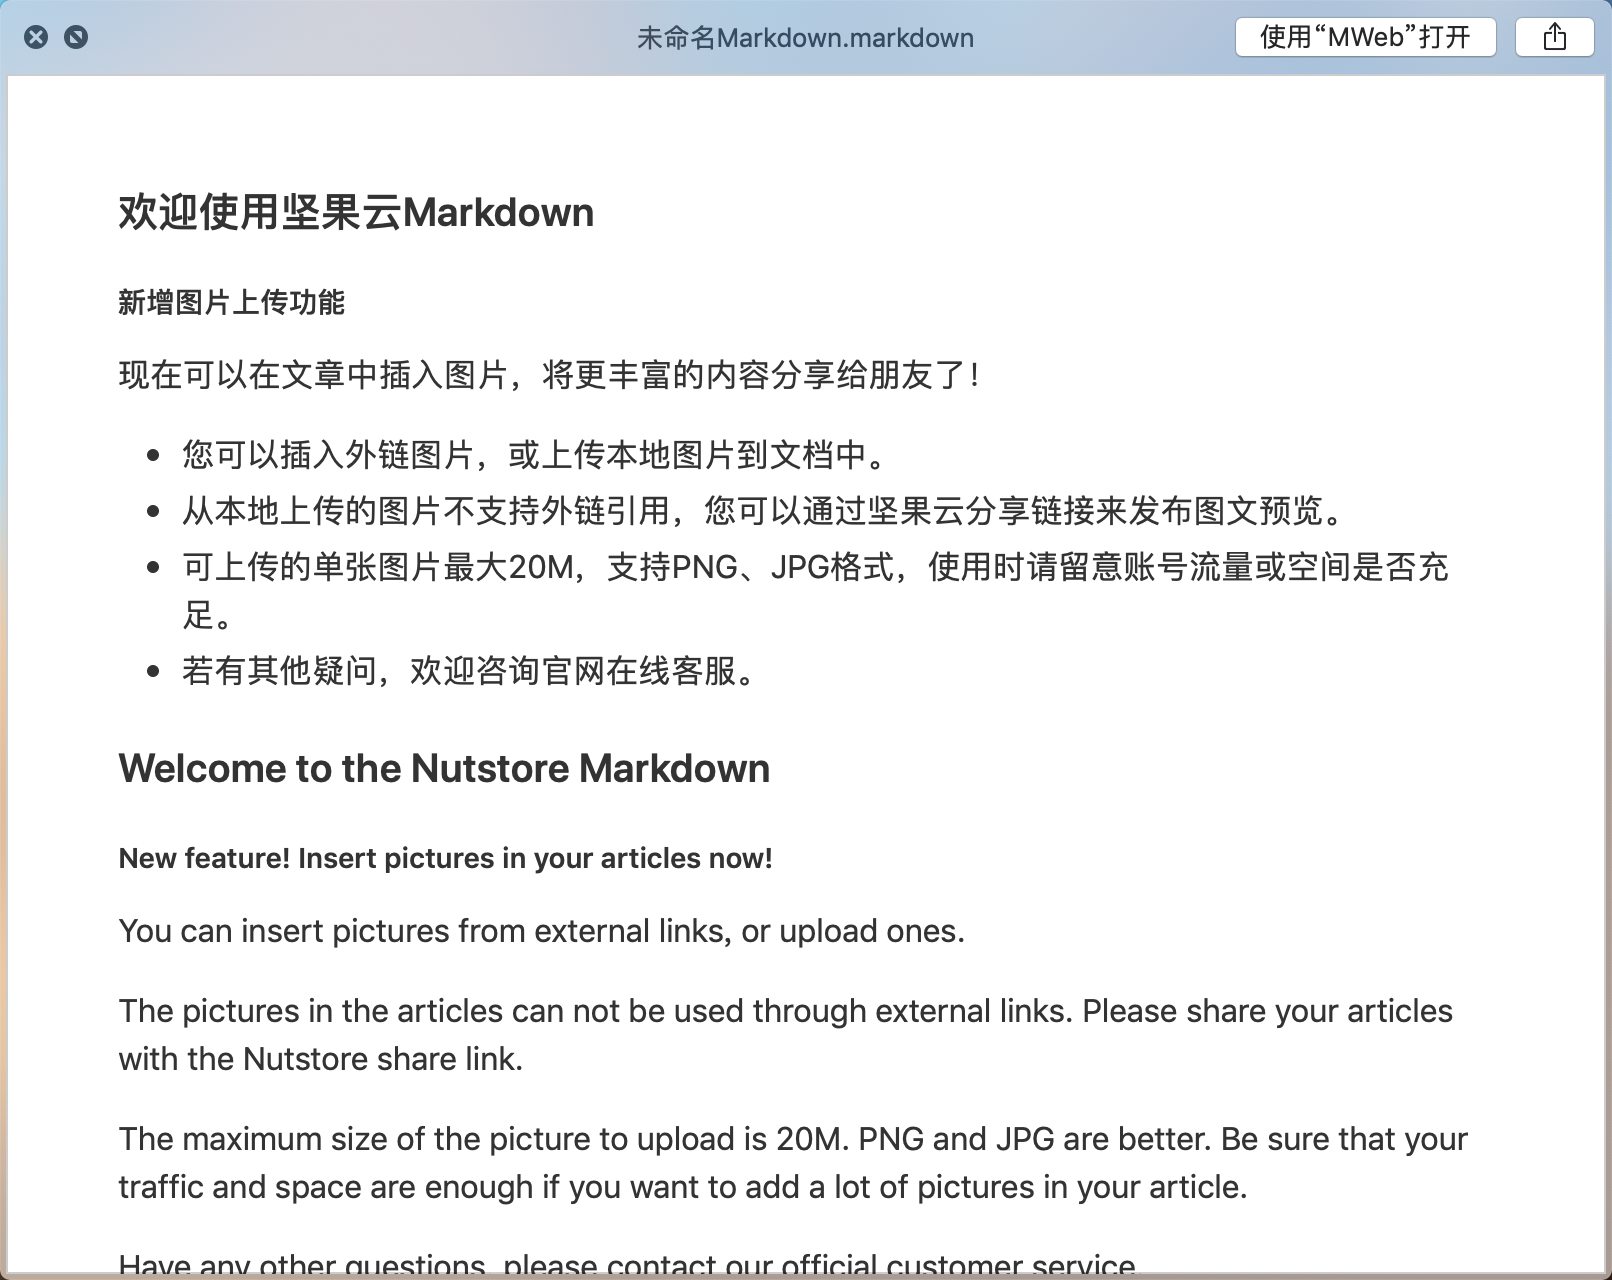 未命名Markdown.markdown
使用“MWeb”打开
欢迎使用坚果云Markdown
新增图片上传功能
现在可以在文章中插入图片，将更丰富的内容分享给朋友了！
• 您可以插入外链图片，或上传本地图片到文档中。
• 从本地上传的图片不支持外链引用，您可以通过坚果云分享链接来发布图文预览。
• 可上传的单张图片最大20M，支持PNG、JPG格式，使用时请留意账号流量或空间是否充
足。
• 若有其他疑问，欢迎咨询官网在线客服。
Welcome to the Nutstore Markdown
New feature! Insert pictures in your articles now!
You can insert pictures from external links, or upload ones.
The pictures in the articles can not be used through external links. Please share your articles
with the Nutstore share link.
The maximum size of the picture to upload is 20M. PNG and JPG are better. Be sure that your
traffic and space are enough if you want to add a lot of pictures in your article.
Have any other questions, please contact our official customer service